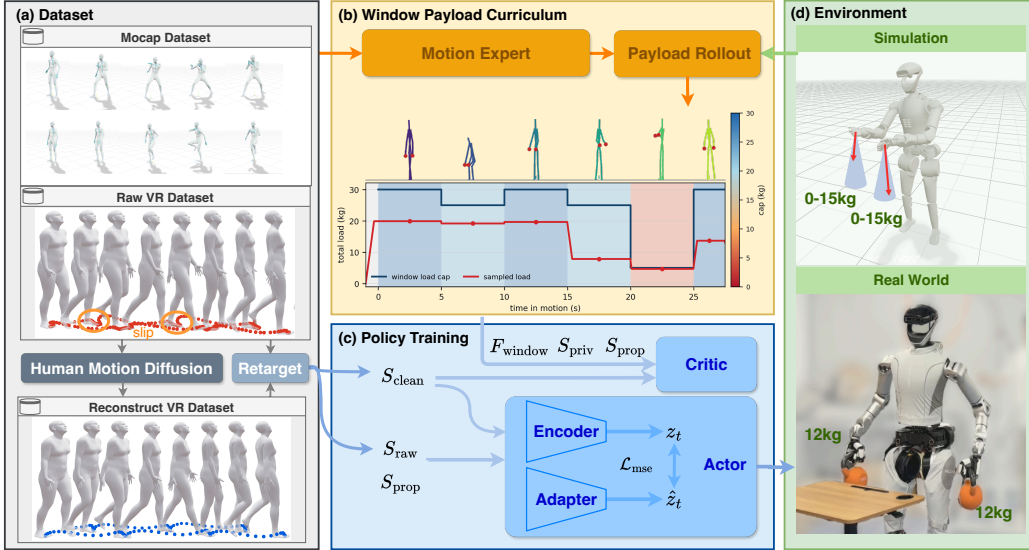 (a) Dataset
Mocap Dataset
Raw VR Dataset
slip
Human Motion Diffusion
Retarget
Reconstruct VR Dataset
(b) Window Payload Curriculum
Motion Expert
Payload Rollout
total load (kg)
30
20
10
0
window load cap
sampled load
0
5
10
15
20
25
time in motion (s)
30
25
20
15
10
5
0
cap (kg)
(c) Policy Training
F_window S_priv S_prop
S_clean
Critic
S_raw
S_prop
Encoder
z_t
L_mse
Actor
Adapter
ẑ_t
(d) Environment
Simulation
0-15kg
0-15kg
Real World
12kg
12kg